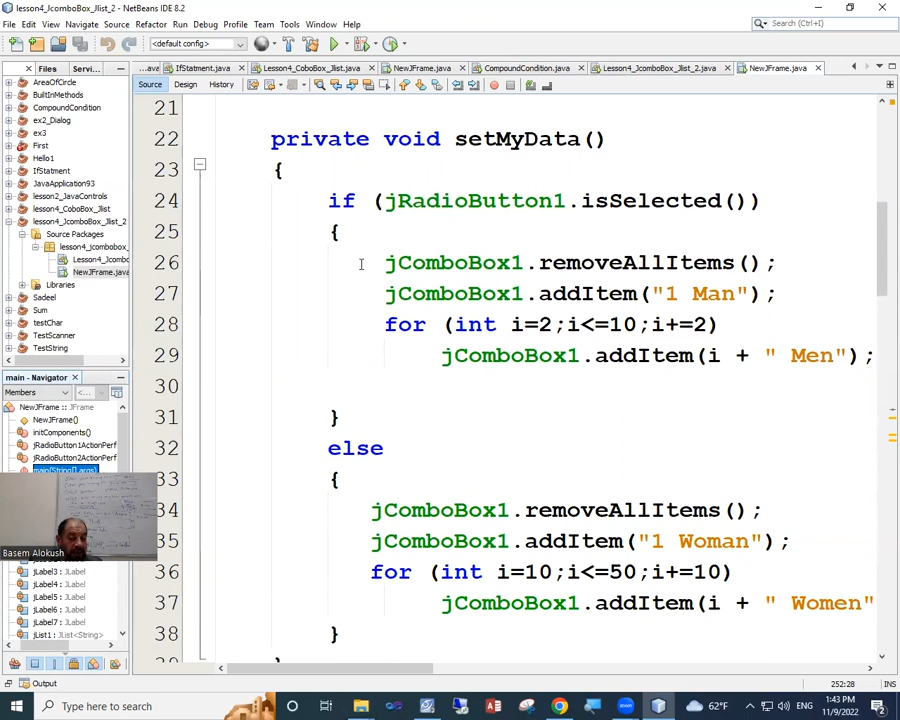 lesson4_JcomboBox_Jlist_2 - NetBeans IDE 8.2
File Edit View Navigate Source Refactor Run Debug Profile Team Tools Window Help
Search (Ctrl+I)
<default config>
Files Servi...
...ava IfStatment.java Lesson4_CoboBox_Jlist.java NewJFrame.java CompoundCondition.java Lesson4_JcomboBox_JList_2.java NewJFrame.java
Source Design History
AreaOfCircle
BuiltInMethods
CompoundCondition
ex2_Dialog
ex3
First
Hello1
IfStatment
JavaApplication93
lesson2_JavaControls
lesson4_CoboBox_Jlist
lesson4_JcomboBox_Jlist_2
Source Packages
lesson4_jcombobox_
Lesson4_JcomboB
NewJFrame.java
Libraries
Sadeel
Sum
testChar
TestScanner
TestString
21
22 private void setMyData()
23 {
24 if (jRadioButton1.isSelected())
25 {
26 jComboBox1.removeAllItems();
27 jComboBox1.addItem("1 Man");
28 for (int i=2;i<=10;i+=2)
29 jComboBox1.addItem(i + " Men");
30
31 }
32 else
33 {
34 jComboBox1.removeAllItems();
35 jComboBox1.addItem("1 Woman");
36 for (int i=10;i<=50;i+=10)
37 jComboBox1.addItem(i + " Women"
38 }
main - Navigator
Members
NewJFrame :: JFrame
NewJFrame()
initComponents()
jRadioButton1ActionPerf
jRadioButton2ActionPerf
main(String[] args)
Basem Alokush
jLabel3 : JLabel
jLabel4 : JLabel
jLabel5 : JLabel
jLabel6 : JLabel
jLabel7 : JLabel
jList1 : JList<String>
Output
252:28 INS
Type here to search
62°F
ENG
1:43 PM
11/9/2022
2